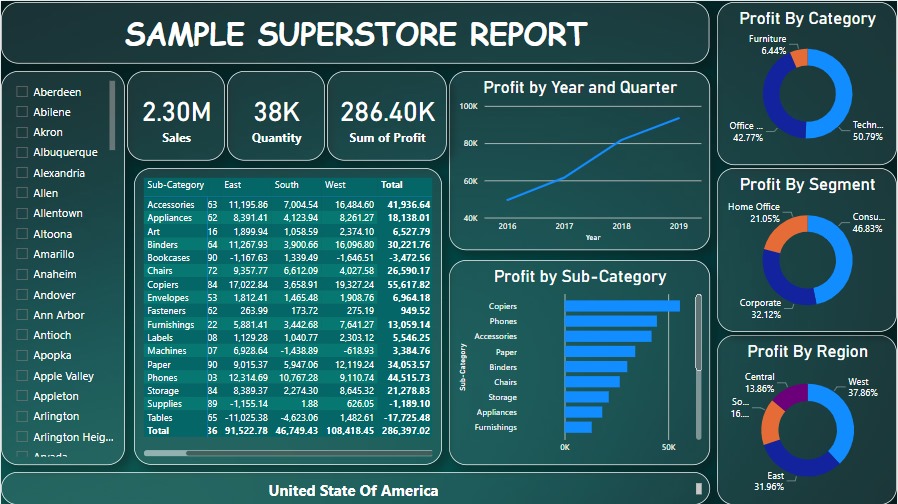 SAMPLE SUPERSTORE REPORT
Aberdeen
Abilene
Akron
Albuquerque
Alexandria
Allen
Allentown
Altoona
Amarillo
Anaheim
Andover
Ann Arbor
Antioch
Apopka
Apple Valley
Appleton
Arlington
Arlington Heig...
2.30M
Sales
38K
Quantity
286.40K
Sum of Profit
Sub-Category East South West Total
Accessories 63 11,195.86 7,004.54 16,484.60 41,936.64
Appliances 62 8,391.41 4,123.94 8,261.27 18,138.01
Art 16 1,899.94 1,058.59 2,374.10 6,527.79
Binders 64 11,267.93 3,900.66 16,096.80 30,221.76
Bookcases 90 -1,167.63 1,339.49 -1,646.51 -3,472.56
Chairs 72 9,357.77 6,612.09 4,027.58 26,590.17
Copiers 84 17,022.84 3,658.91 19,327.24 55,617.82
Envelopes 53 1,812.41 1,465.48 1,908.76 6,964.18
Fasteners 62 263.99 173.72 275.19 949.52
Furnishings 22 5,881.41 3,442.68 7,641.27 13,059.14
Labels 08 1,129.28 1,040.77 2,303.12 5,546.25
Machines 07 6,928.64 -1,438.89 -618.93 3,384.76
Paper 90 9,015.37 5,947.06 12,119.24 34,053.57
Phones 03 12,314.69 10,767.28 9,110.74 44,515.73
Storage 84 8,389.37 2,274.30 8,645.32 21,278.83
Supplies 89 -1,155.14 1.88 626.05 -1,189.10
Tables 65 -11,025.38 -4,623.06 1,482.61 -17,725.48
Total 36 91,522.78 46,749.43 108,418.45 286,397.02
Profit by Year and Quarter
100K
80K
60K
40K
2016 2017 2018 2019
Year
Profit by Sub-Category
Sub-Category
Copiers
Phones
Accessories
Paper
Binders
Chairs
Storage
Appliances
Furnishings
0K 50K
Profit By Category
Furniture
6.44%
Office ...
42.77%
Techn...
50.79%
Profit By Segment
Home Office
21.05%
Consu...
46.83%
Corporate
32.12%
Profit By Region
Central
13.86%
West
37.86%
So...
16....
East
31.96%
United State Of America